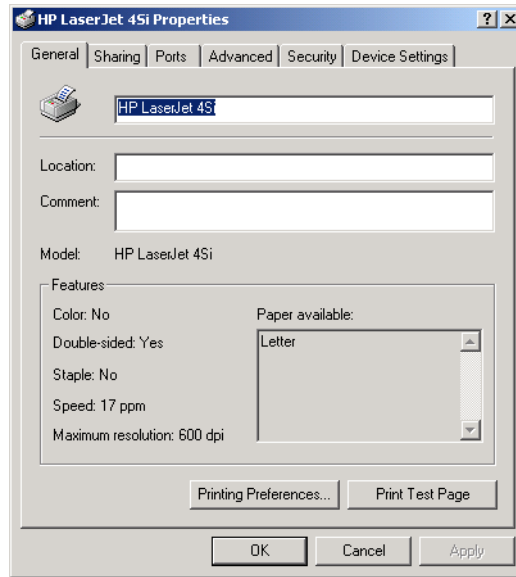 HP LaserJet 4Si Properties
General Sharing Ports Advanced Security Device Settings
HP LaserJet 4Si
Location:
Comment:
Model: HP LaserJet 4Si
Features
Color: No Paper available:
Double-sided: Yes Letter
Staple: No
Speed: 17 ppm
Maximum resolution: 600 dpi
Printing Preferences... Print Test Page
OK Cancel Apply